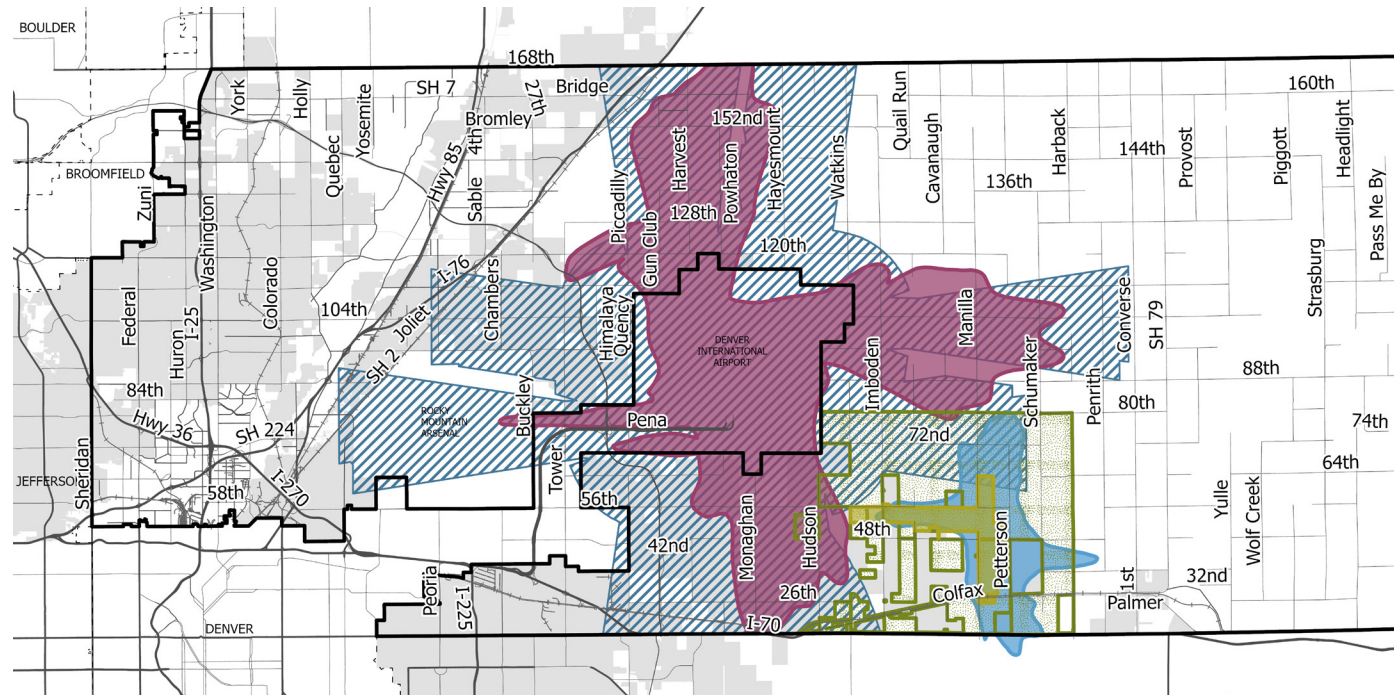 BOULDER
168th
York
Holly
Yosemite
SH 7
27th
Bridge
160th
Quebec
Bromley
4th
Hwy 85
Sable
152nd
Harvest
Powhaton
Hayesmount
Watkins
Quail Run
Cavanaugh
Harback
144th
136th
Provost
Piggott
Headlight
Pass Me By
BROOMFIELD
Zuni
Washington
Piccadilly
Gun Club
128th
120th
Federal
Huron
I-25
Colorado
104th
SH 2
Joliet
I-76
Chambers
Himalaya
Quency
DENVER
INTERNATIONAL
AIRPORT
Imboden
Manilla
Schumaker
Converse
SH 79
Strasburg
Penrith
88th
84th
Hwy 36
SH 224
ROCKY
MOUNTAIN
ARSENAL
Buckley
Pena
80th
74th
72nd
64th
Sheridan
JEFFERSO
58th
I-270
Tower
56th
42nd
Monaghan
Hudson
48th
Petterson
Yulle
Wolf Creek
Peoria
I-225
26th
Colfax
I-70
1st
32nd
Palmer
DENVER